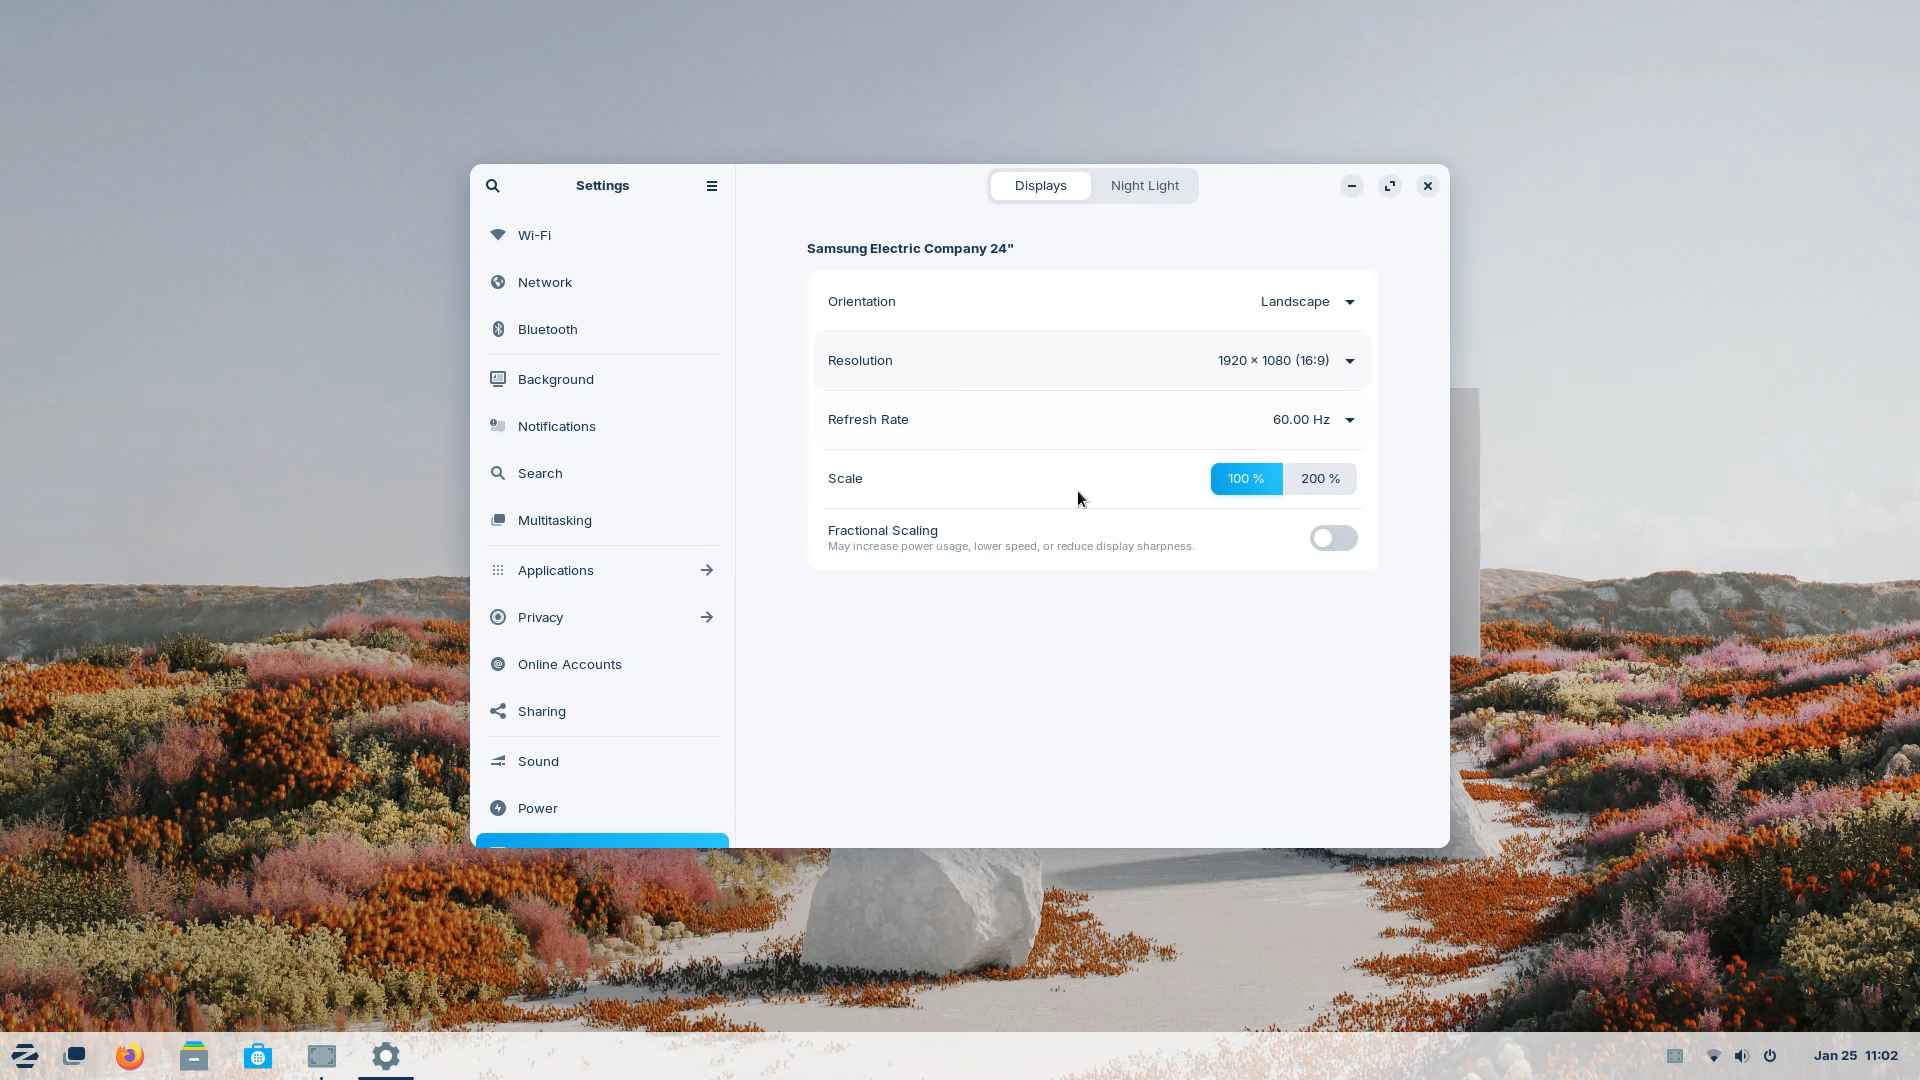 Settings
Displays
Night Light
Wi-Fi
Network
Bluetooth
Background
Notifications
Search
Multitasking
Applications
Privacy
Online Accounts
Sharing
Sound
Power
Samsung Electric Company 24"
Orientation
Landscape
Resolution
1920 × 1080 (16:9)
Refresh Rate
60.00 Hz
Scale
100 %
200 %
Fractional Scaling
May increase power usage, lower speed, or reduce display sharpness.
Jan 25 11:02